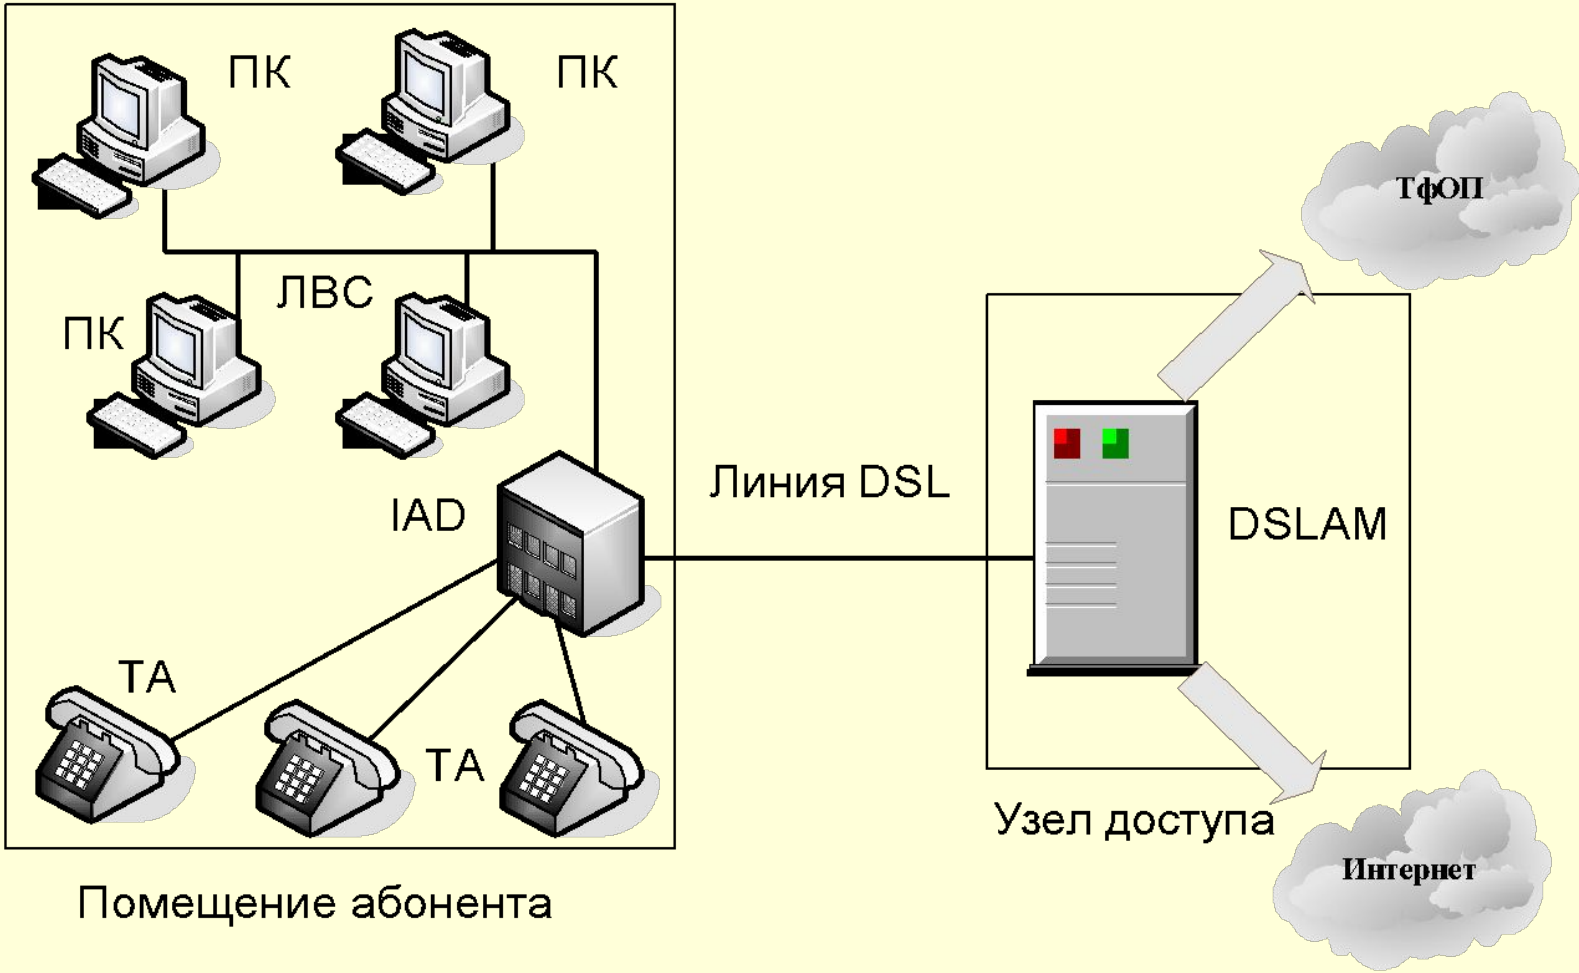 ПК
ПК
ТфОП
ЛВС
ПК
Линия DSL
IAD
DSLAM
ТА
ТА
Узел доступа
Интернет
Помещение абонента